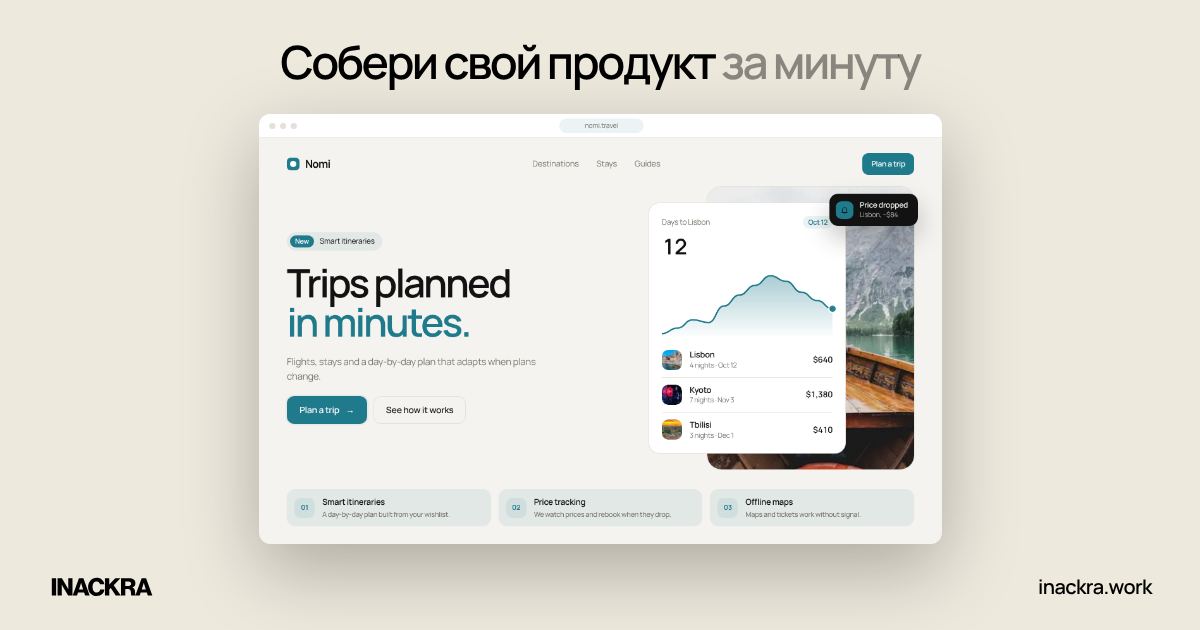 Собери свой продукт за минуту
nomi.travel
Nomi
Destinations Stays Guides
Plan a trip
New Smart itineraries
Trips planned
in minutes.
Flights, stays and a day-by-day plan that adapts when plans
change.
Plan a trip →
See how it works
Price dropped
Lisbon, −$84
Days to Lisbon
Oct 12
12
Lisbon
4 nights · Oct 12
$640
Kyoto
7 nights · Nov 3
$1,380
Tbilisi
3 nights · Dec 1
$410
01
Smart itineraries
A day-by-day plan built from your wishlist.
02
Price tracking
We watch prices and rebook when they drop.
03
Offline maps
Maps and tickets work without signal.
INACKRA
inackra.work